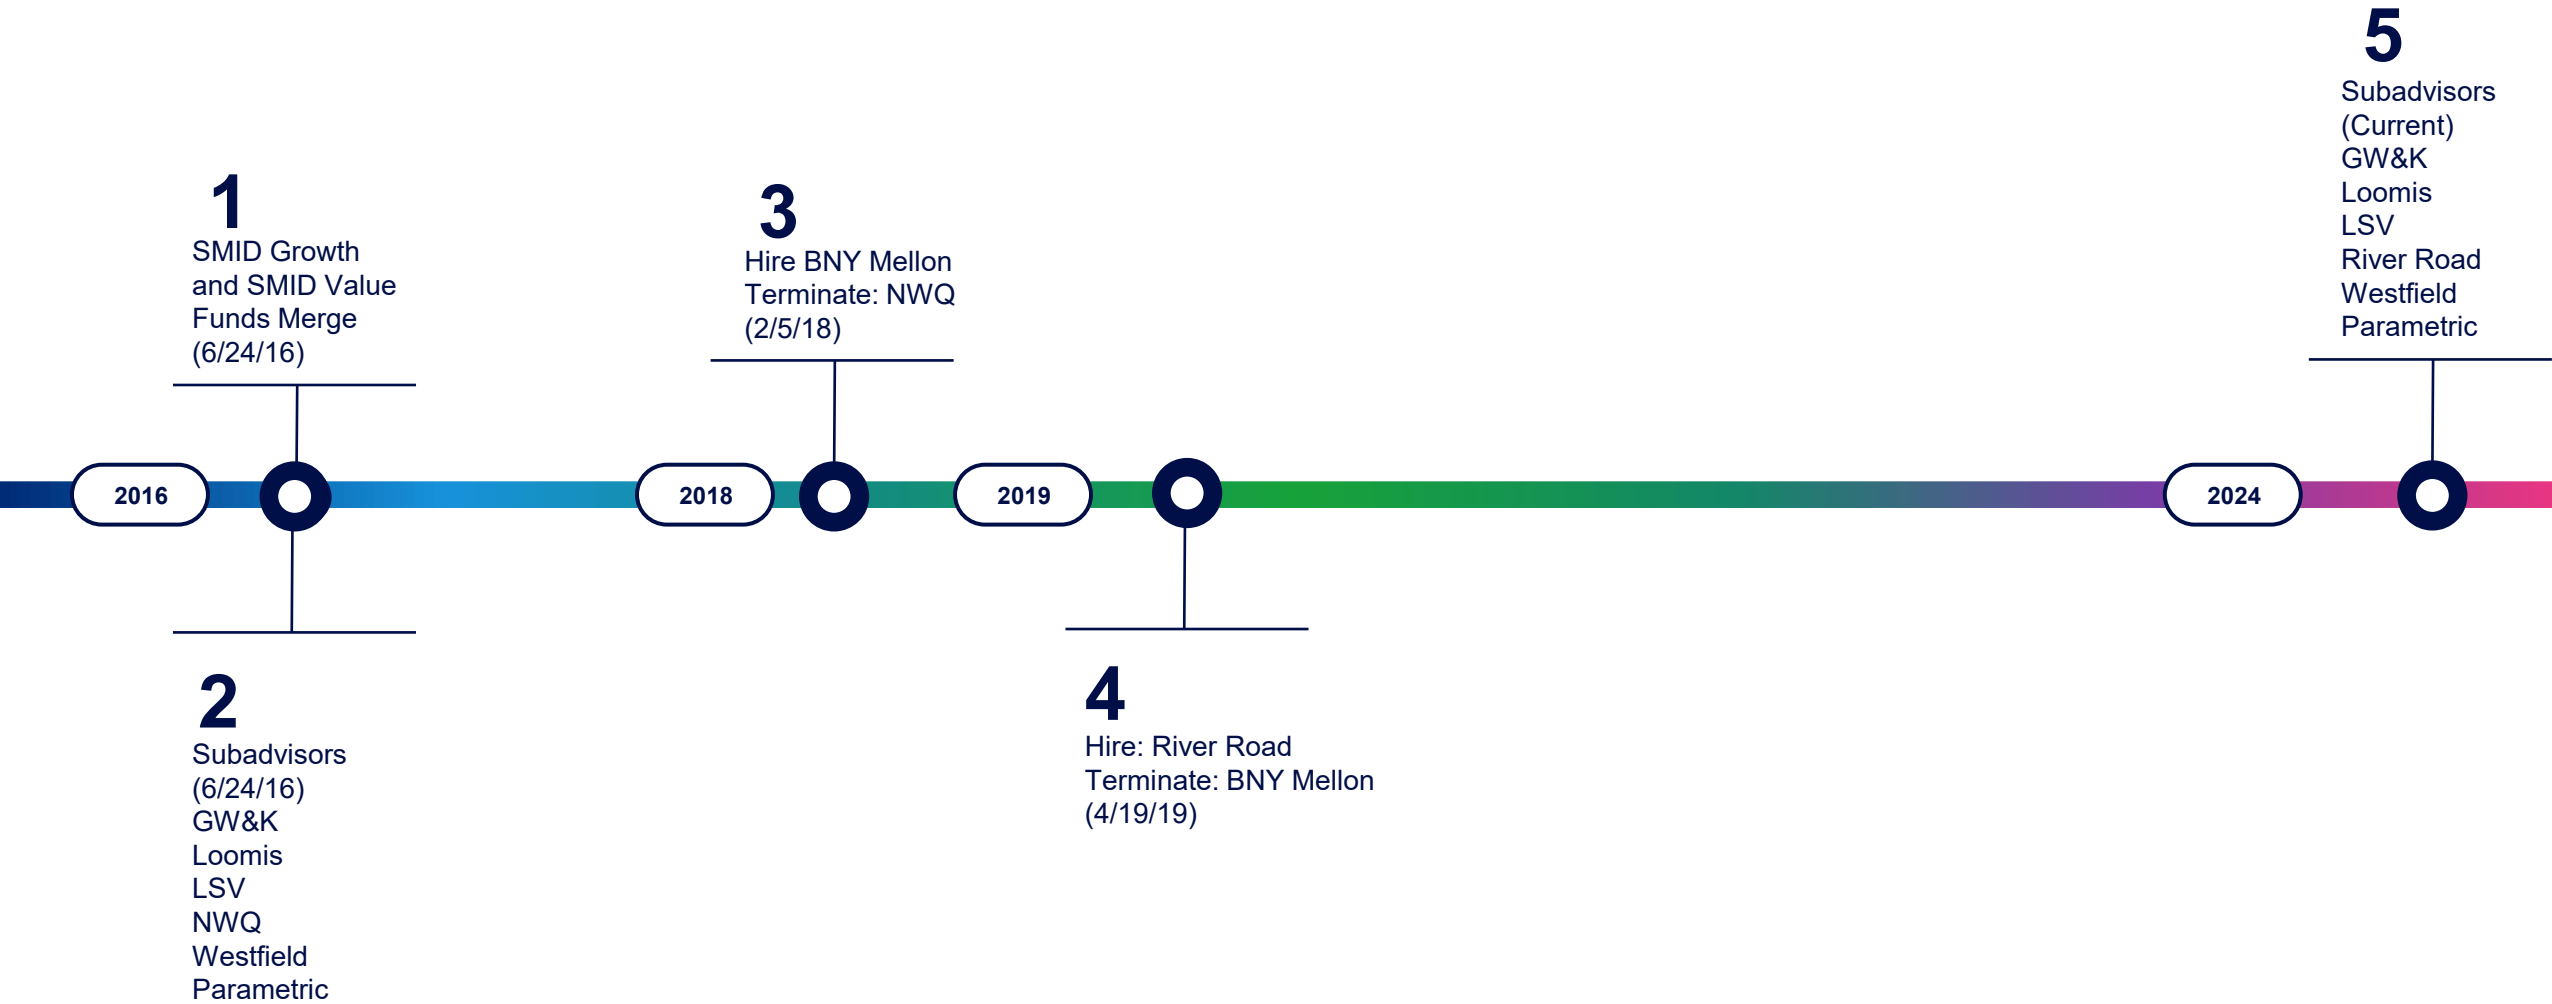 1
SMID Growth
and SMID Value
Funds Merge
(6/24/16)
2016
2
Subadvisors
(6/24/16)
GW&K
Loomis
LSV
NWQ
Westfield
Parametric
3
Hire BNY Mellon
Terminate: NWQ
(2/5/18)
2018
2019
4
Hire: River Road
Terminate: BNY Mellon
(4/19/19)
2024
5
Subadvisors
(Current)
GW&K
Loomis
LSV
River Road
Westfield
Parametric